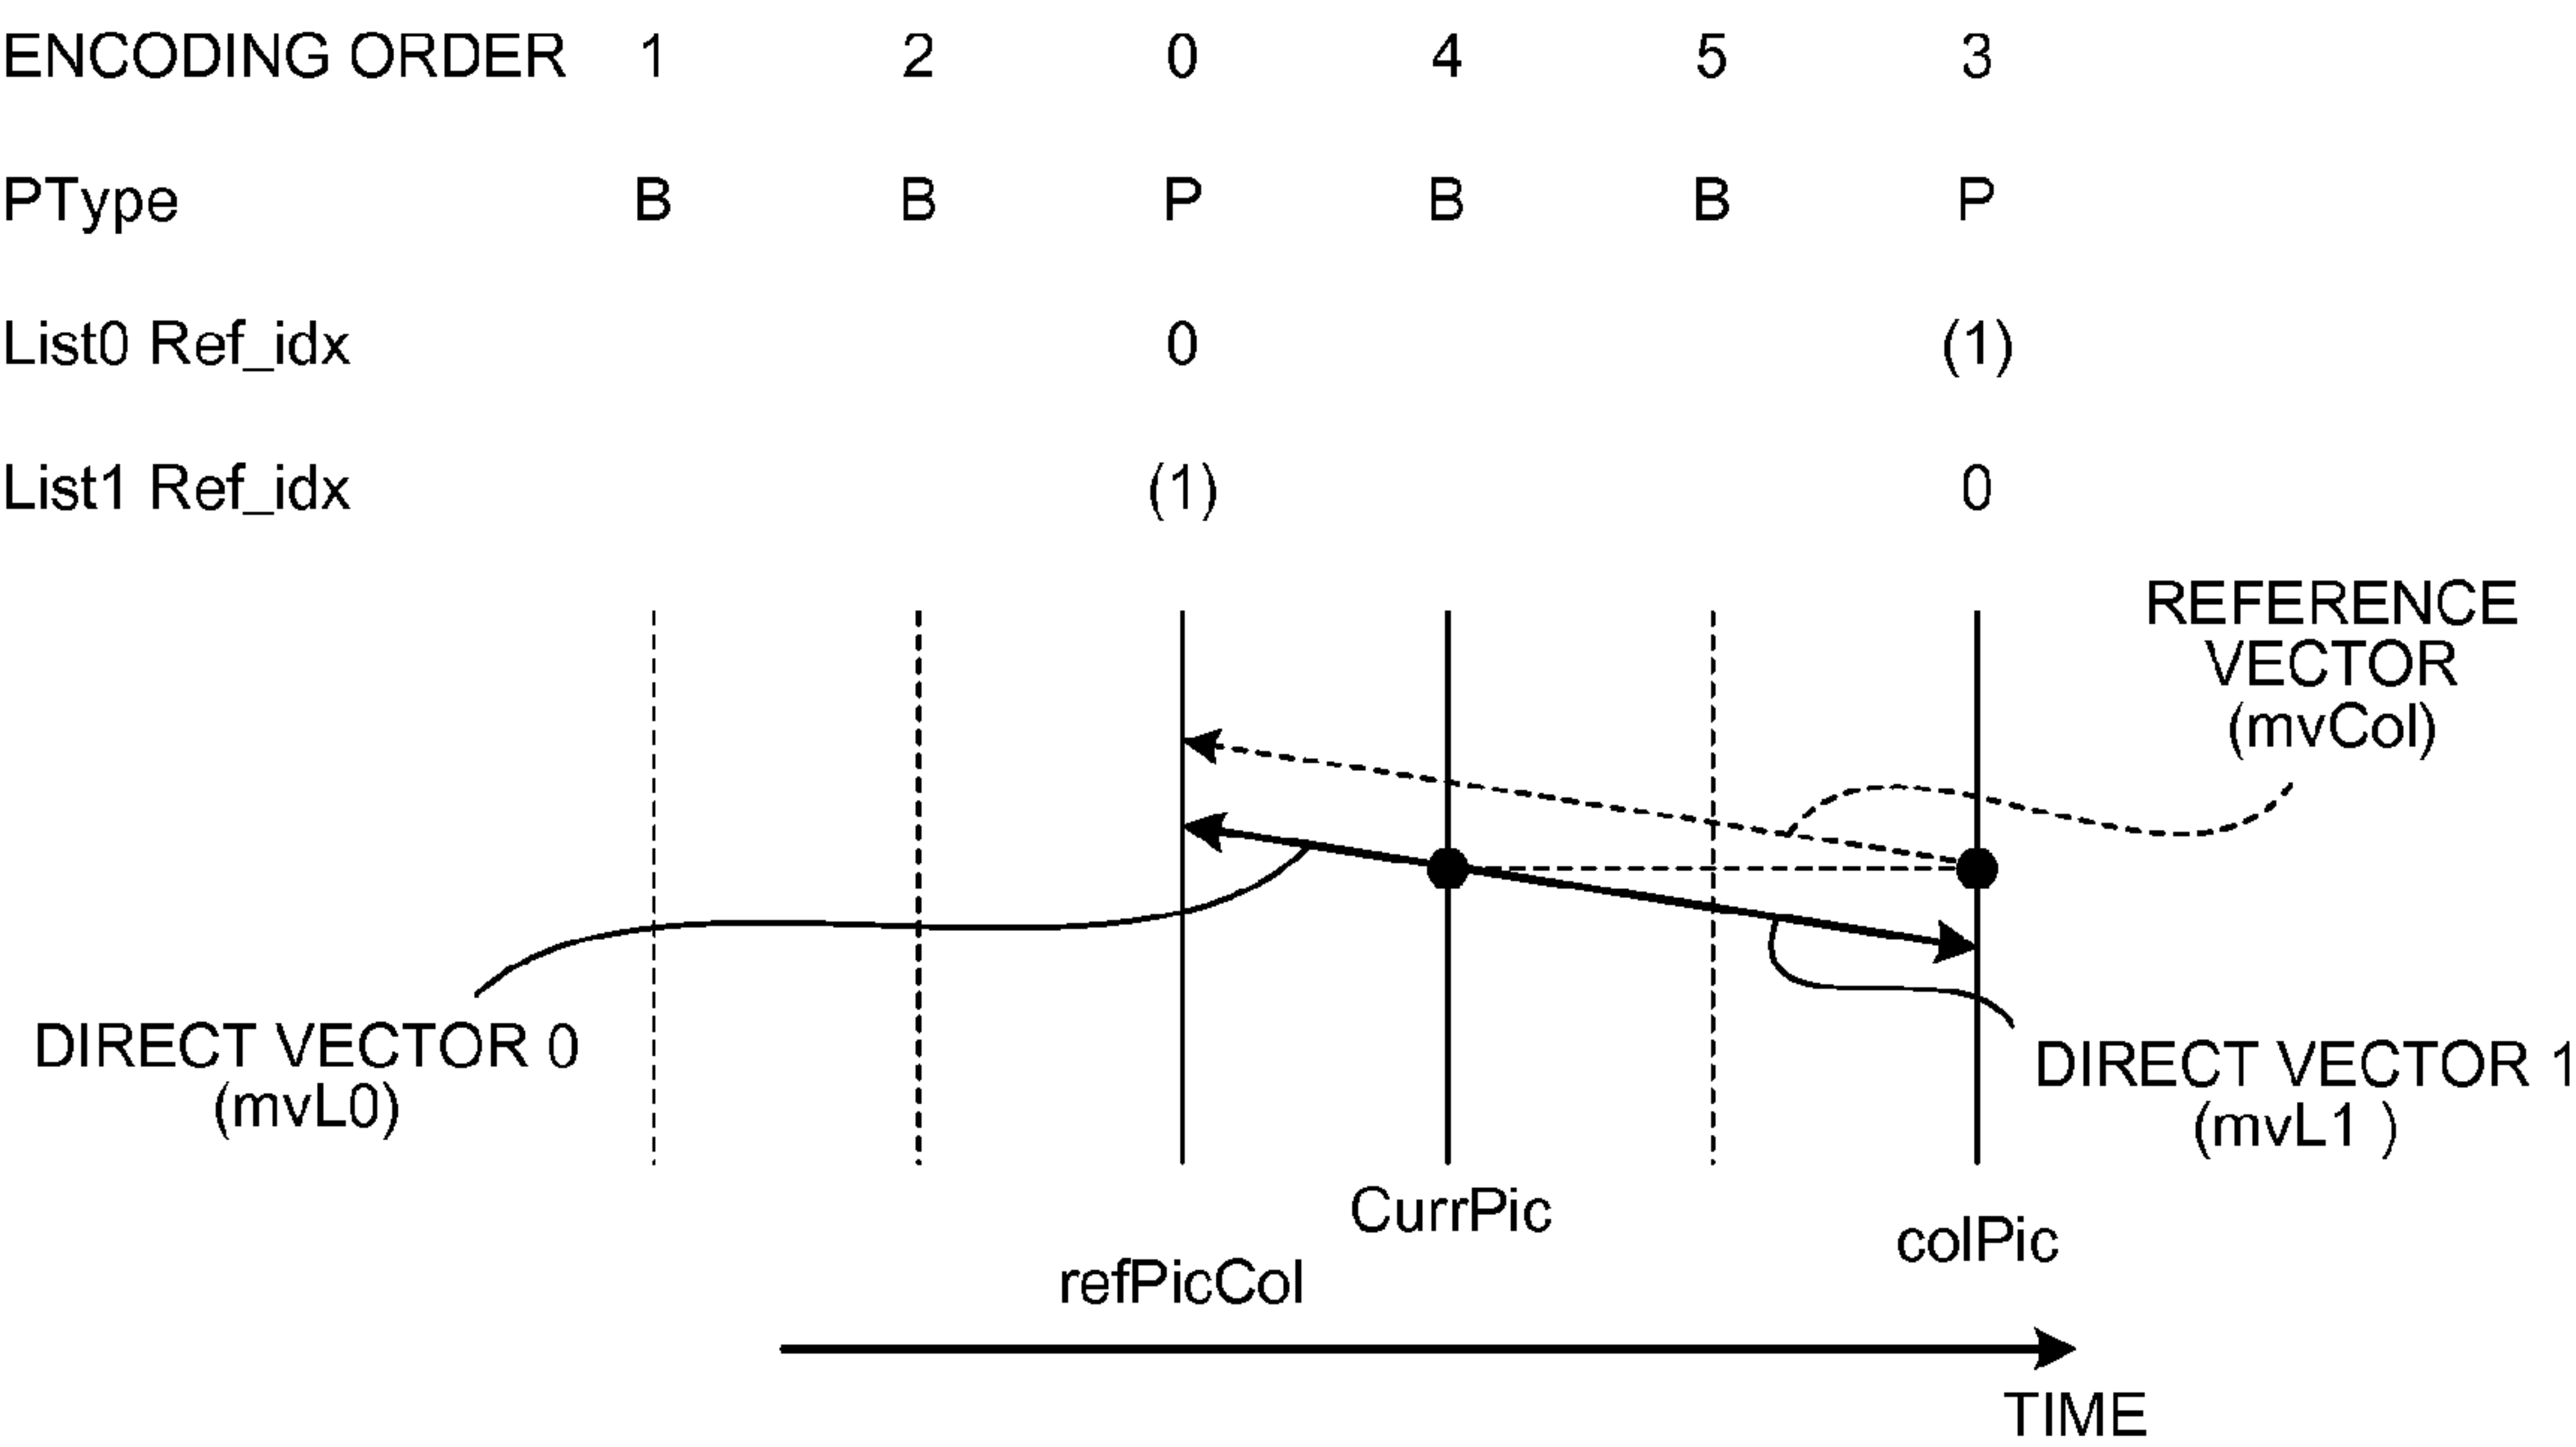 ENCODING ORDER 1 2 0 4 5 3
PType B B P B B P
List0 Ref_idx 0 (1)
List1 Ref_idx (1) 0
REFERENCE
VECTOR
(mvCol)
DIRECT VECTOR 0
(mvL0)
DIRECT VECTOR 1
(mvL1 )
CurrPic
colPic
refPicCol
TIME